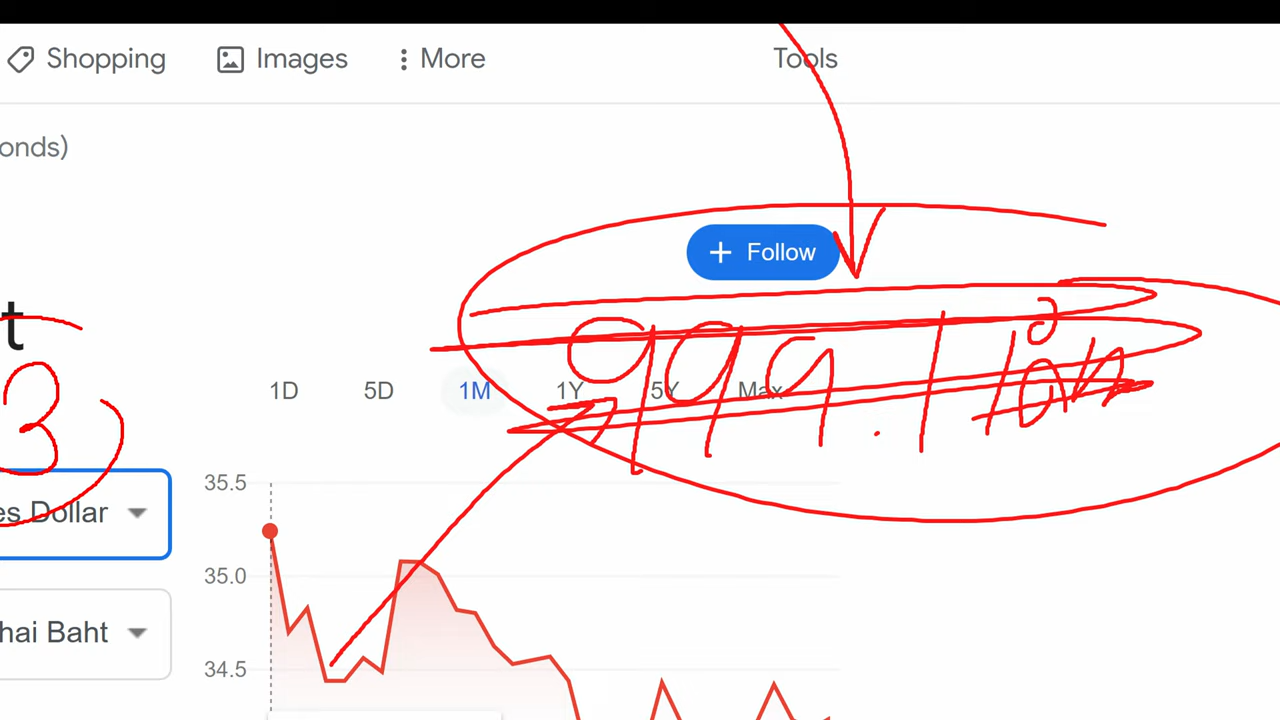 Shopping Images More Tools
onds)
Follow
t
3
1D 5D 1M 1Y 5Y Max
35.5
es Dollar
35.0
hai Baht
34.5